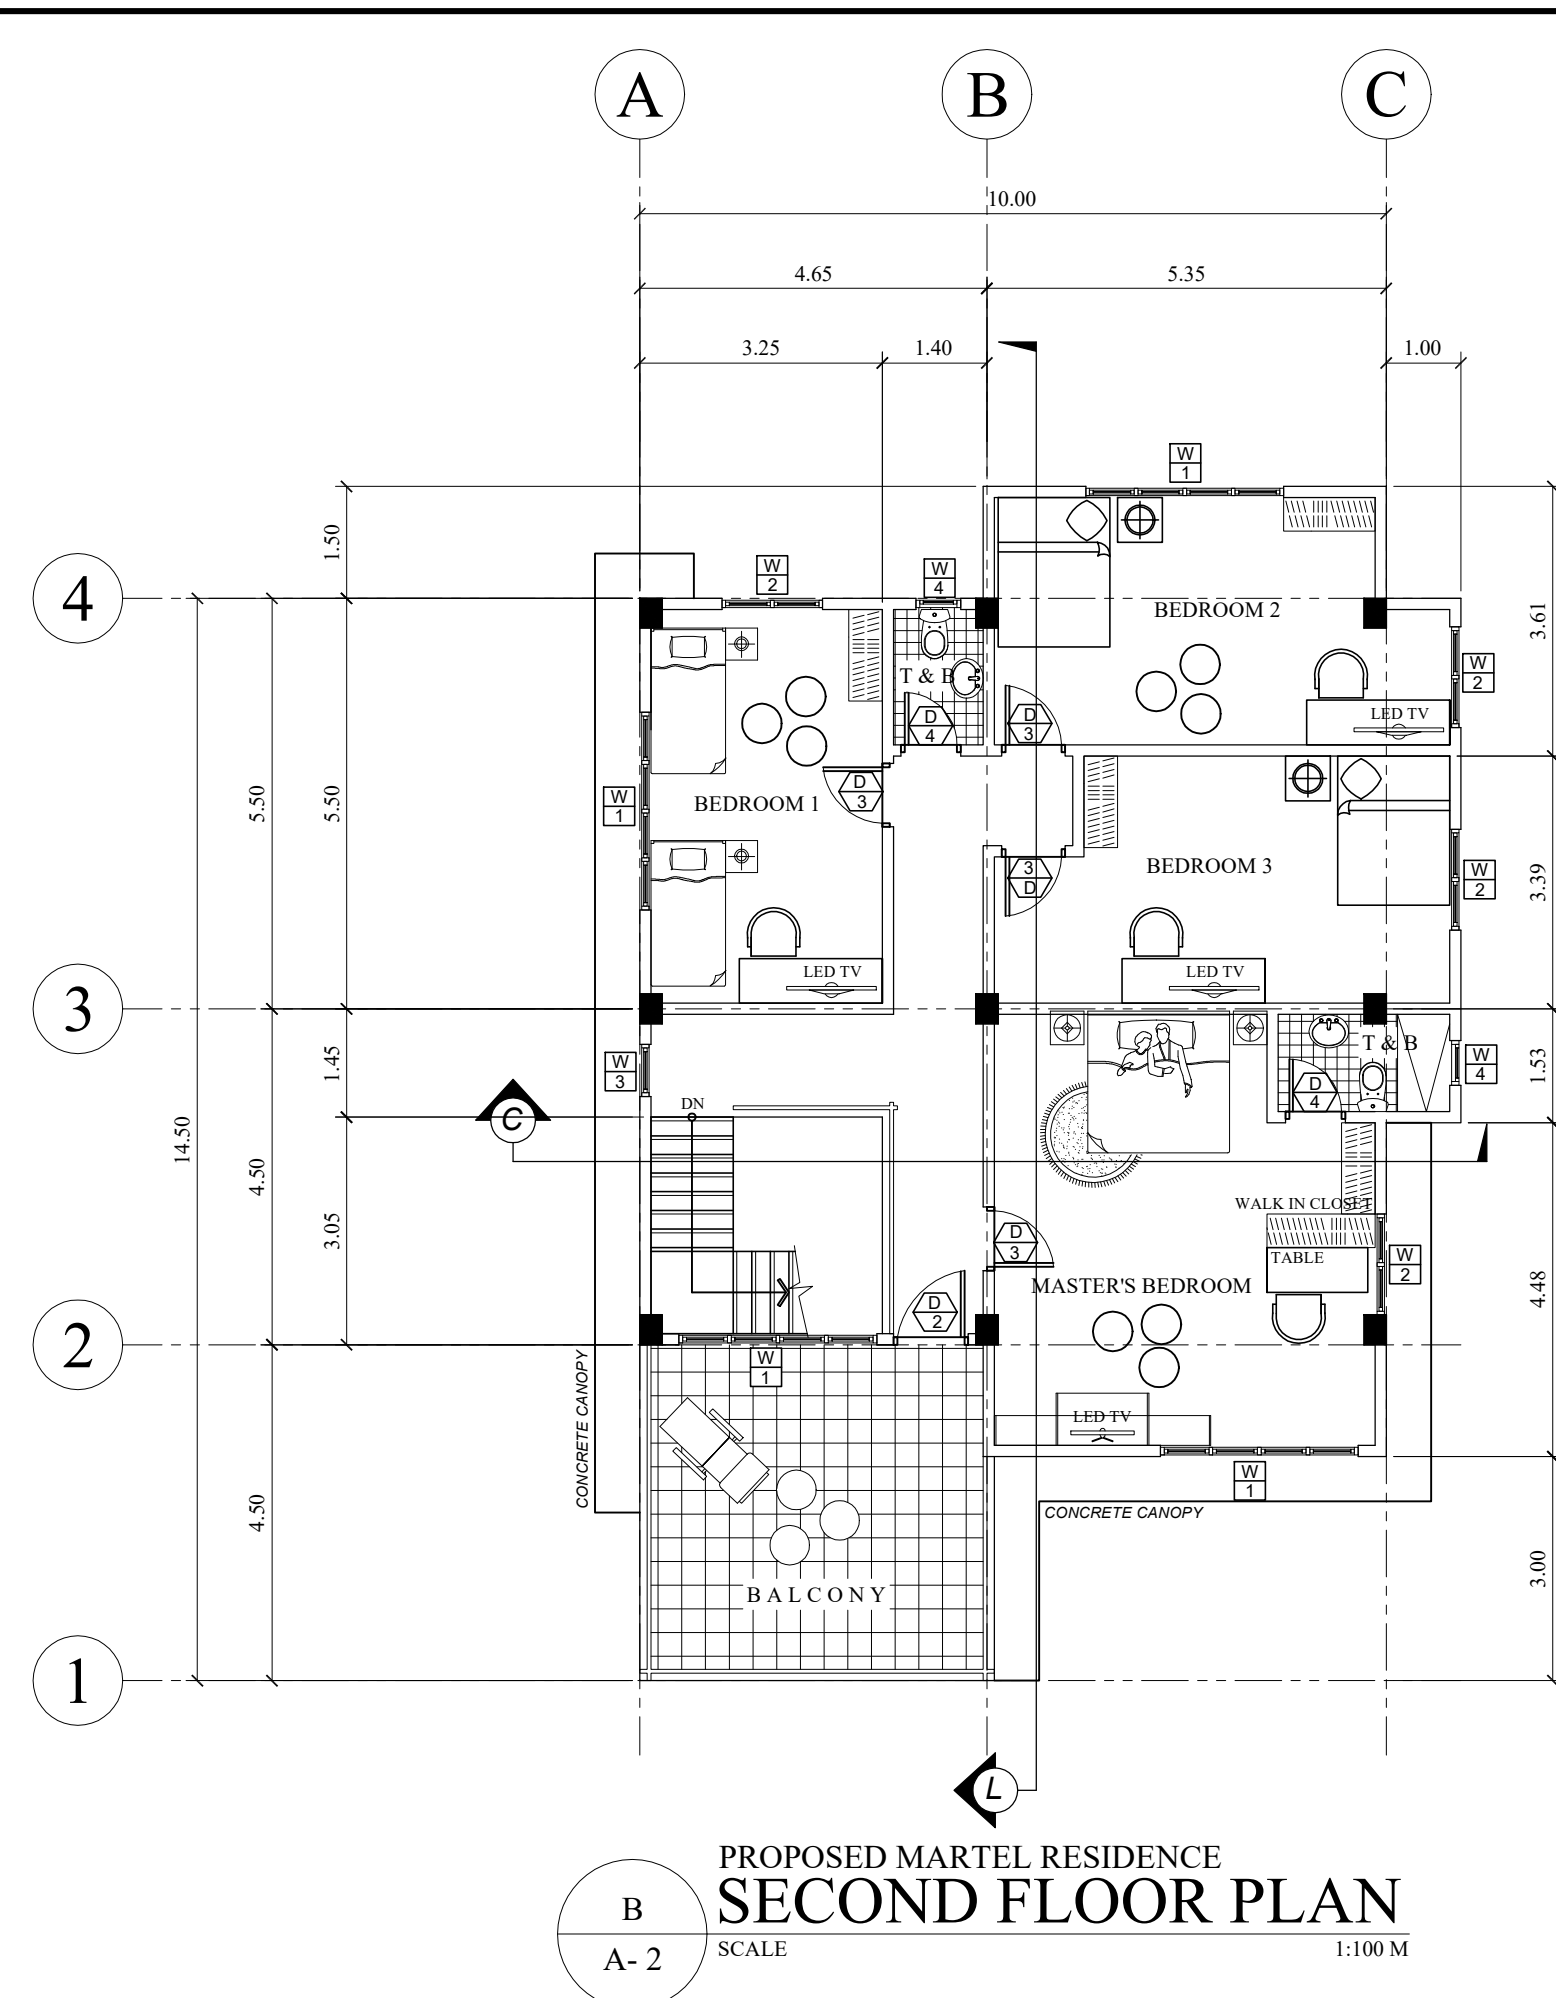 A
B
C
10.00
4.65
5.35
3.25
1.40
1.00
W
1
1.50
4
W
2
W
4
BEDROOM 2
3.61
T & B
W
2
D
4
D
3
LED TV
5.50
5.50
W
1
BEDROOM 1
D
3
BEDROOM 3
3
D
W
2
3.39
LED TV
LED TV
3
T & B
W
3
1.45
W
4
1.53
D
4
DN
C
14.50
4.50
3.05
WALK IN CLOSET
D
3
TABLE
W
2
MASTER'S BEDROOM
4.48
D
2
2
W
1
CONCRETE CANOPY
LED TV
W
1
CONCRETE CANOPY
4.50
3.00
BALCONY
1
L
PROPOSED MARTEL RESIDENCE
B
SECOND FLOOR PLAN
A- 2
SCALE
1:100 M